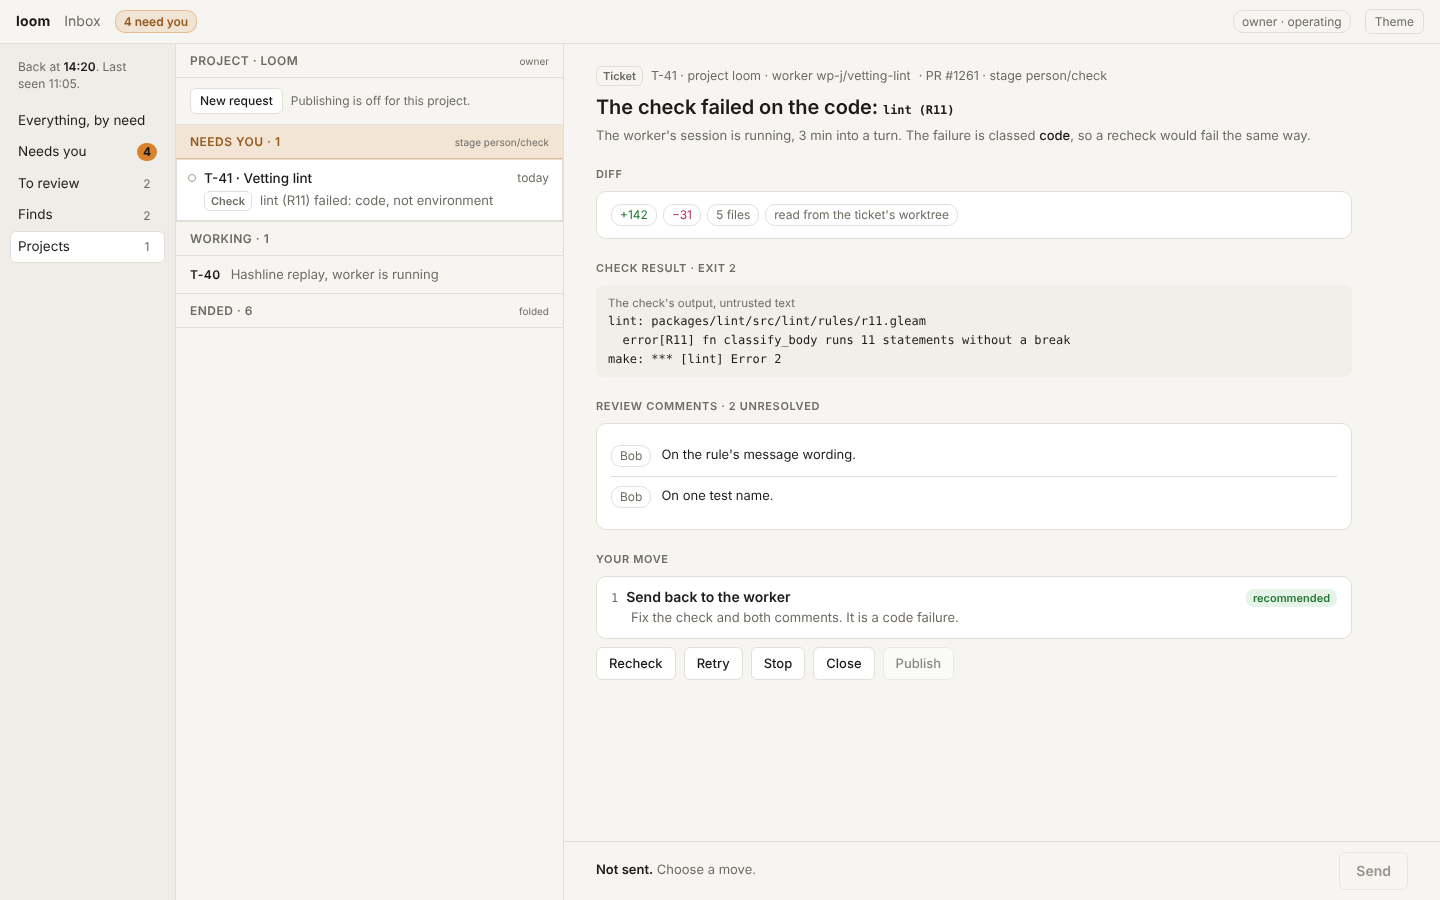 loom Inbox 4 need you owner · operating Theme
Back at 14:20. Last
seen 11:05.
Everything, by need
Needs you 4
To review 2
Finds 2
Projects 1
PROJECT · LOOM owner
New request Publishing is off for this project.
NEEDS YOU · 1 stage person/check
T-41 · Vetting lint today
Check lint (R11) failed: code, not environment
WORKING · 1
T-40 Hashline replay, worker is running
ENDED · 6 folded
Ticket T-41 · project loom · worker wp-j/vetting-lint · PR #1261 · stage person/check
The check failed on the code: lint (R11)
The worker's session is running, 3 min into a turn. The failure is classed code, so a recheck would fail the same way.
DIFF
+142 −31 5 files read from the ticket's worktree
CHECK RESULT · EXIT 2
The check's output, untrusted text
lint: packages/lint/src/lint/rules/r11.gleam
error[R11] fn classify_body runs 11 statements without a break
make: *** [lint] Error 2
REVIEW COMMENTS · 2 UNRESOLVED
Bob On the rule's message wording.
Bob On one test name.
YOUR MOVE
1 Send back to the worker recommended
Fix the check and both comments. It is a code failure.
Recheck Retry Stop Close Publish
Not sent. Choose a move. Send